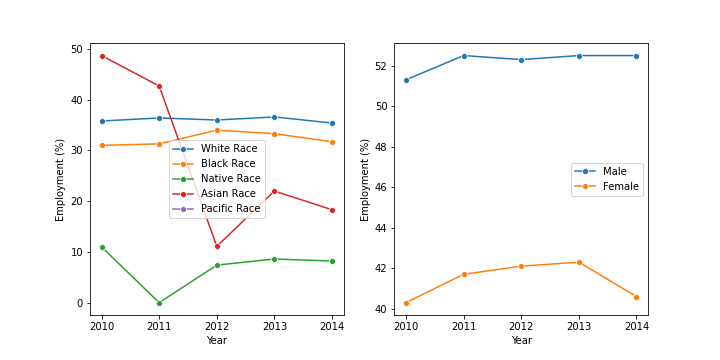 50
40
30
20
10
0
Employment (%)
2010 2011 2012 2013 2014
Year
White Race
Black Race
Native Race
Asian Race
Pacific Race
52
50
48
46
44
42
40
Employment (%)
2010 2011 2012 2013 2014
Year
Male
Female